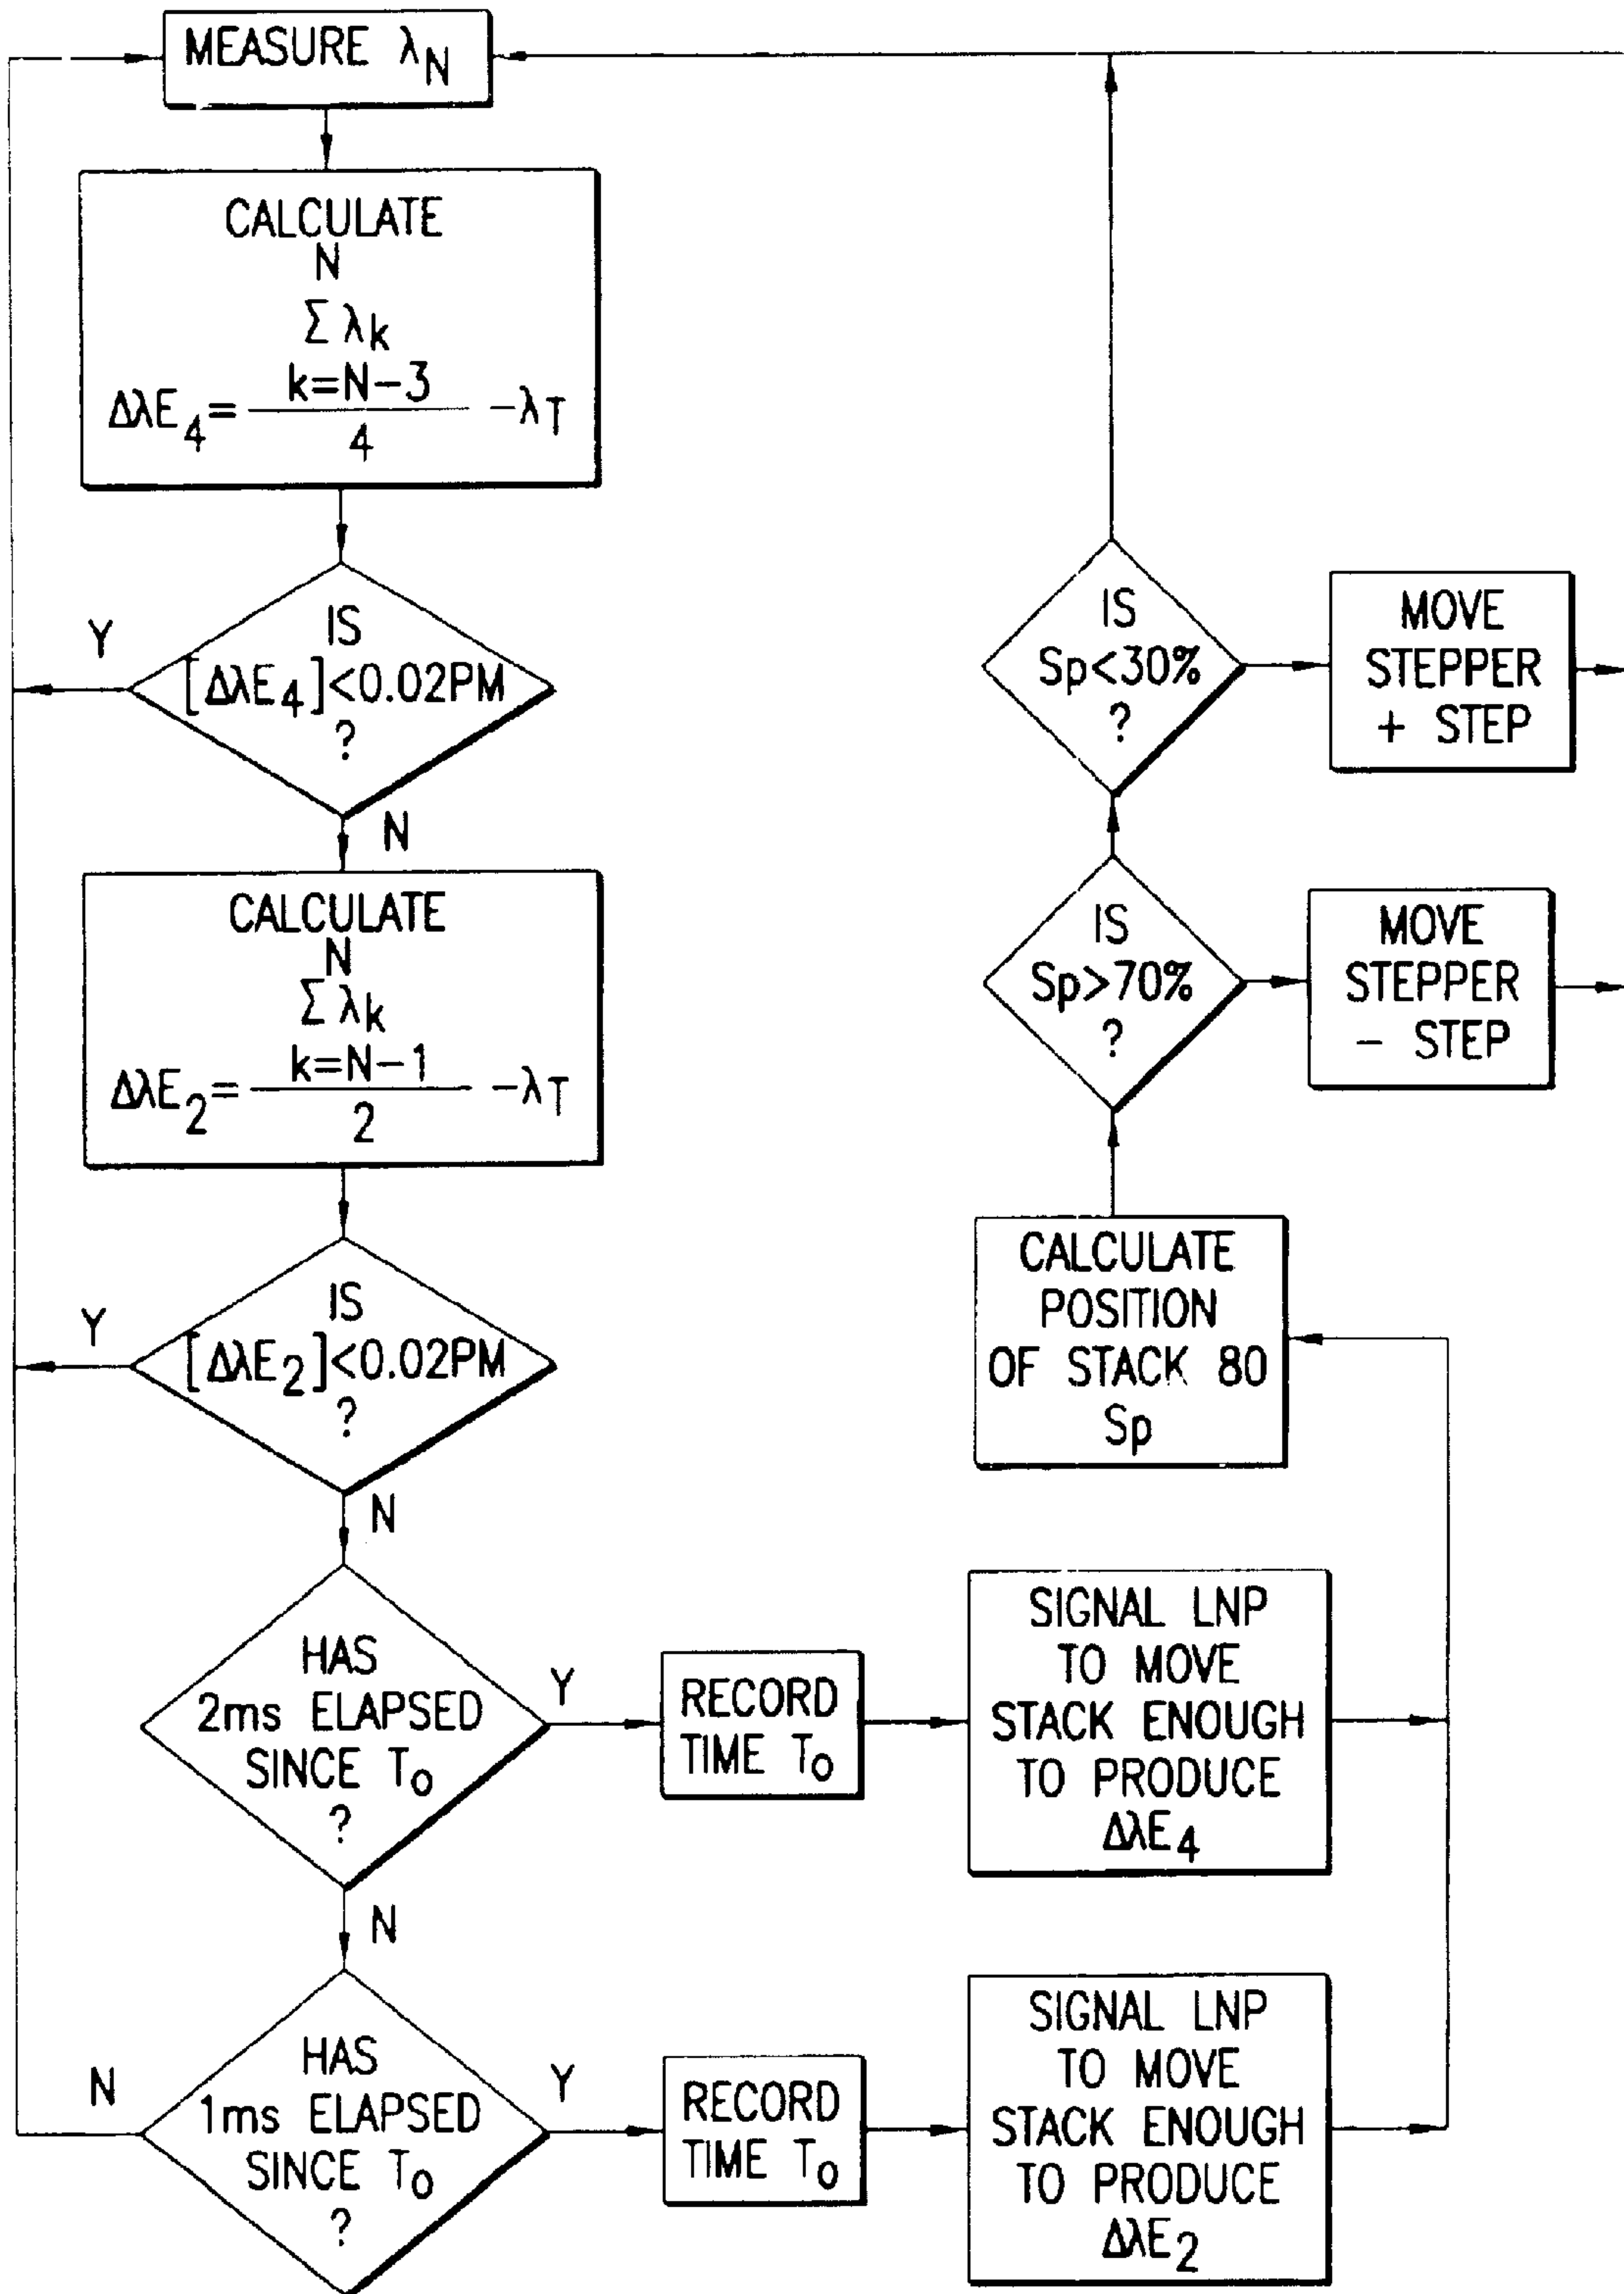 MEASURE λN
CALCULATE
N
Σ λk
k=N-3
ΔλE4= 4 -λT
IS
[ΔλE4]<0.02PM
?
Y
N
CALCULATE
N
Σ λk
k=N-1
ΔλE2= 2 -λT
IS
[ΔλE2]<0.02PM
?
Y
N
HAS
2ms ELAPSED
SINCE To
?
Y
N
RECORD
TIME To
SIGNAL LNP
TO MOVE
STACK ENOUGH
TO PRODUCE
ΔλE4
HAS
1ms ELAPSED
SINCE To
?
N
Y
RECORD
TIME To
SIGNAL LNP
TO MOVE
STACK ENOUGH
TO PRODUCE
ΔλE2
CALCULATE
POSITION
OF STACK 80
Sp
IS
Sp>70%
?
MOVE
STEPPER
- STEP
IS
Sp<30%
?
MOVE
STEPPER
+ STEP